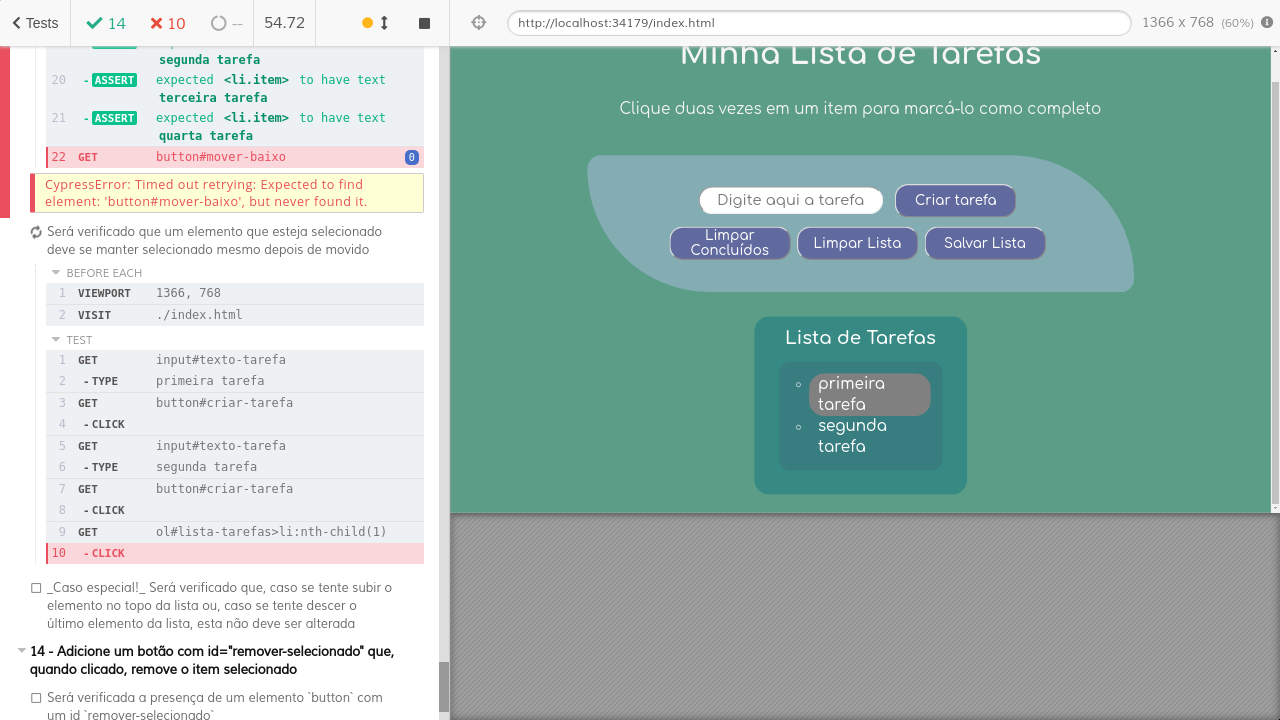 Tests
14
10
--
54.72
http://localhost:34179/index.html
1366 x 768 (60%)
segunda tarefa
20 -ASSERT expected <li.item> to have text
terceira tarefa
21 -ASSERT expected <li.item> to have text
quarta tarefa
22 GET button#mover-baixo 0
CypressError: Timed out retrying: Expected to find
element: 'button#mover-baixo', but never found it.
Será verificado que um elemento que esteja selecionado
deve se manter selecionado mesmo depois de movido
BEFORE EACH
1 VIEWPORT 1366, 768
2 VISIT ./index.html
TEST
1 GET input#texto-tarefa
2 -TYPE primeira tarefa
3 GET button#criar-tarefa
4 -CLICK
5 GET input#texto-tarefa
6 -TYPE segunda tarefa
7 GET button#criar-tarefa
8 -CLICK
9 GET ol#lista-tarefas>li:nth-child(1)
10 -CLICK
_Caso especial!_ Será verificado que, caso se tente subir o
elemento no topo da lista ou, caso se tente descer o
último elemento da lista, esta não deve ser alterada
14 - Adicione um botão com id="remover-selecionado" que,
quando clicado, remove o item selecionado
Será verificada a presença de um elemento `button` com
um id `remover-selecionado`
Minha Lista de Tarefas
Clique duas vezes em um item para marcá-lo como completo
Digite aqui a tarefa
Criar tarefa
Limpar
Concluídos
Limpar Lista
Salvar Lista
Lista de Tarefas
primeira
tarefa
segunda
tarefa